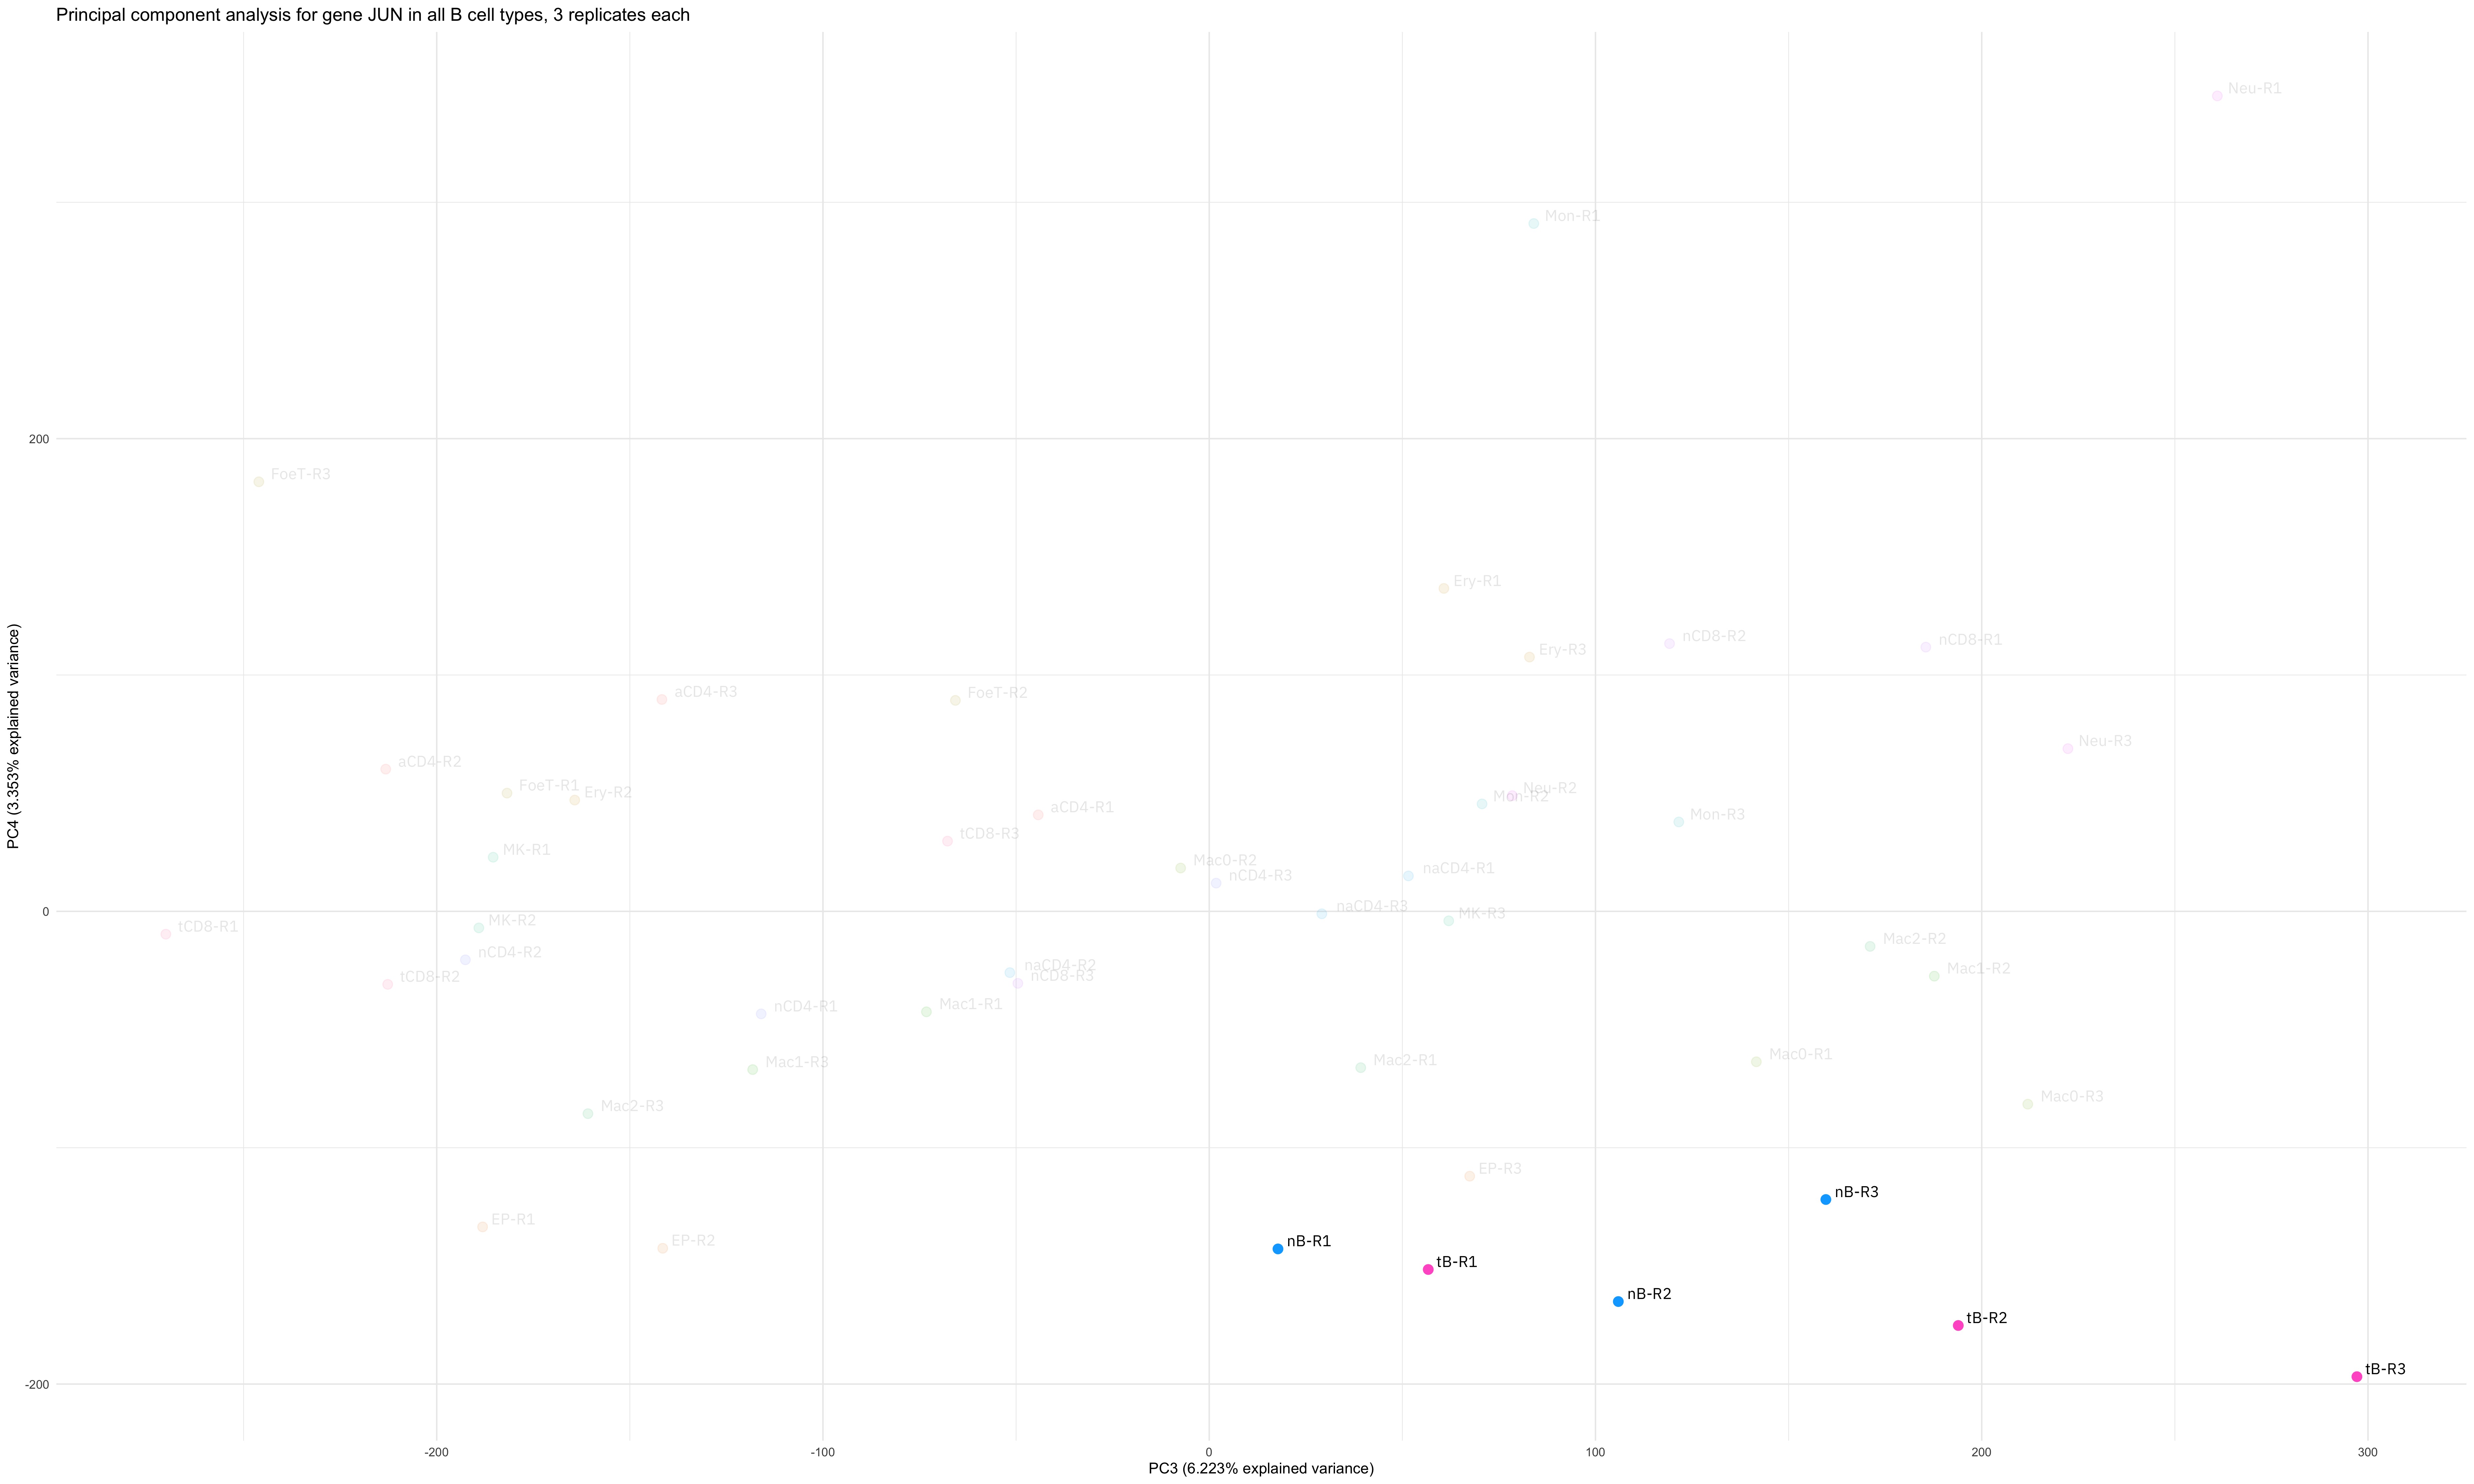 Principal component analysis for gene JUN in all B cell types, 3 replicates each
Neu-R1
Mon-R1
200
FoeT-R3
Ery-R1
nCD8-R2
nCD8-R1
Ery-R3
aCD4-R3
FoeT-R2
Neu-R3
aCD4-R2
FoeT-R1
Ery-R2
Neu-R2
Mon-R2
aCD4-R1
Mon-R3
tCD8-R3
MK-R1
Mac0-R2
nCD4-R3
naCD4-R1
PC4 (3.353% explained variance)
0
naCD4-R3
MK-R3
tCD8-R1
MK-R2
Mac2-R2
nCD4-R2
naCD4-R2
Mac1-R2
tCD8-R2
nCD8-R3
nCD4-R1
Mac1-R1
Mac1-R3
Mac2-R1
Mac0-R1
Mac2-R3
Mac0-R3
EP-R3
nB-R3
EP-R1
EP-R2
nB-R1
tB-R1
nB-R2
tB-R2
tB-R3
-200
-200
-100
0
100
200
300
PC3 (6.223% explained variance)